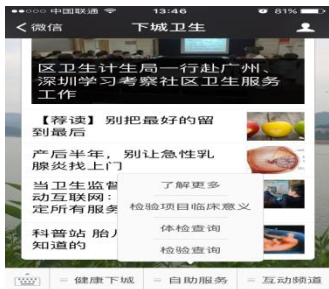 中国联通
13:46
81%
微信
下城卫生
区卫生计生局一行赴广州、
深圳学习考察社区卫生服务
工作
【荐读】别把最好的留
到最后
产后半年，别让急性乳
腺炎找上门
当卫生监督
动互联网：
定所有服务
科普站 胎儿
知道的
了解更多
检验项目临床意义
体检查询
检验查询
健康下城
自助服务
互动频道